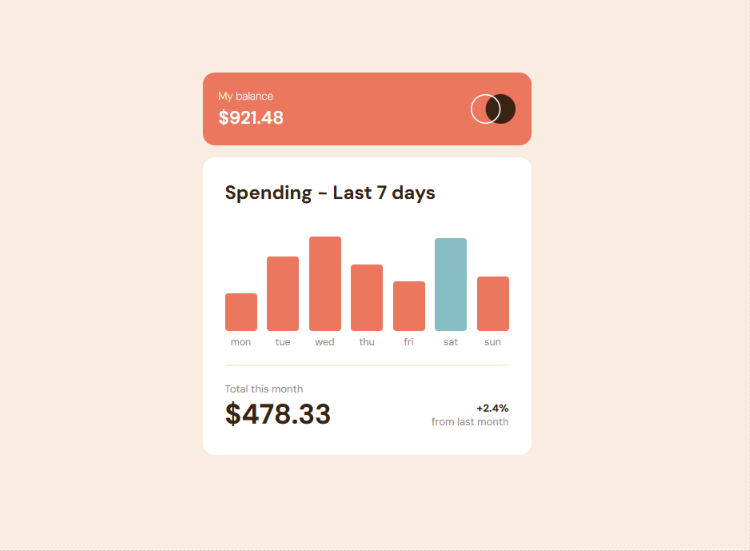 My balance
$921.48
Spending - Last 7 days
mon tue wed thu fri sat sun
Total this month
$478.33
+2.4%
from last month